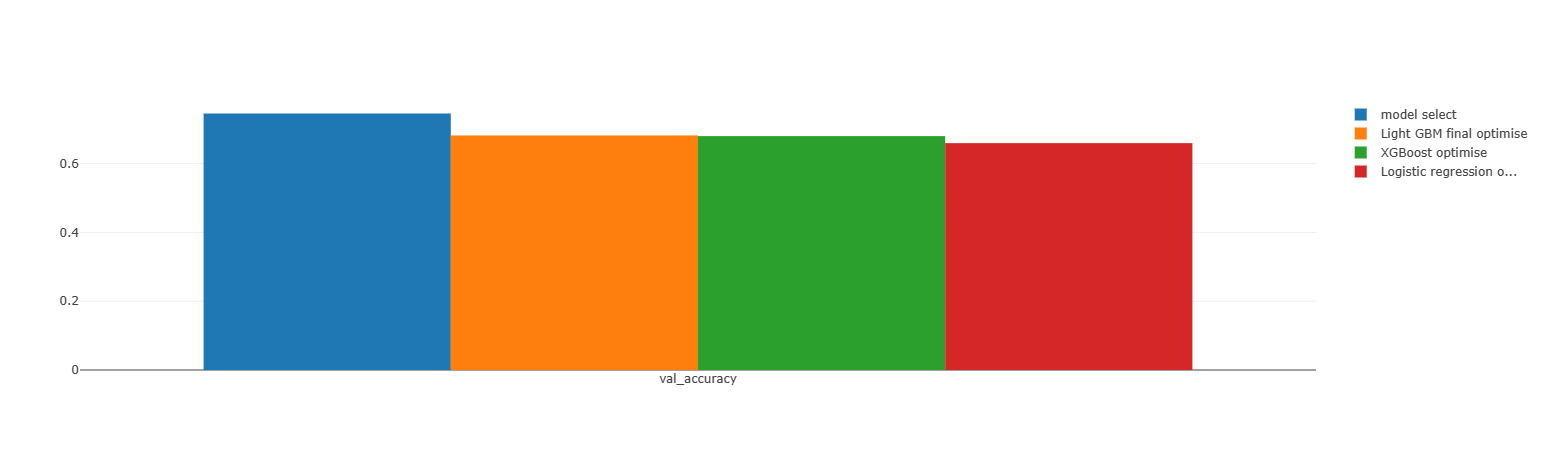 0.6
0.4
0.2
0
val_accuracy
model select
Light GBM final optimise
XGBoost optimise
Logistic regression o...